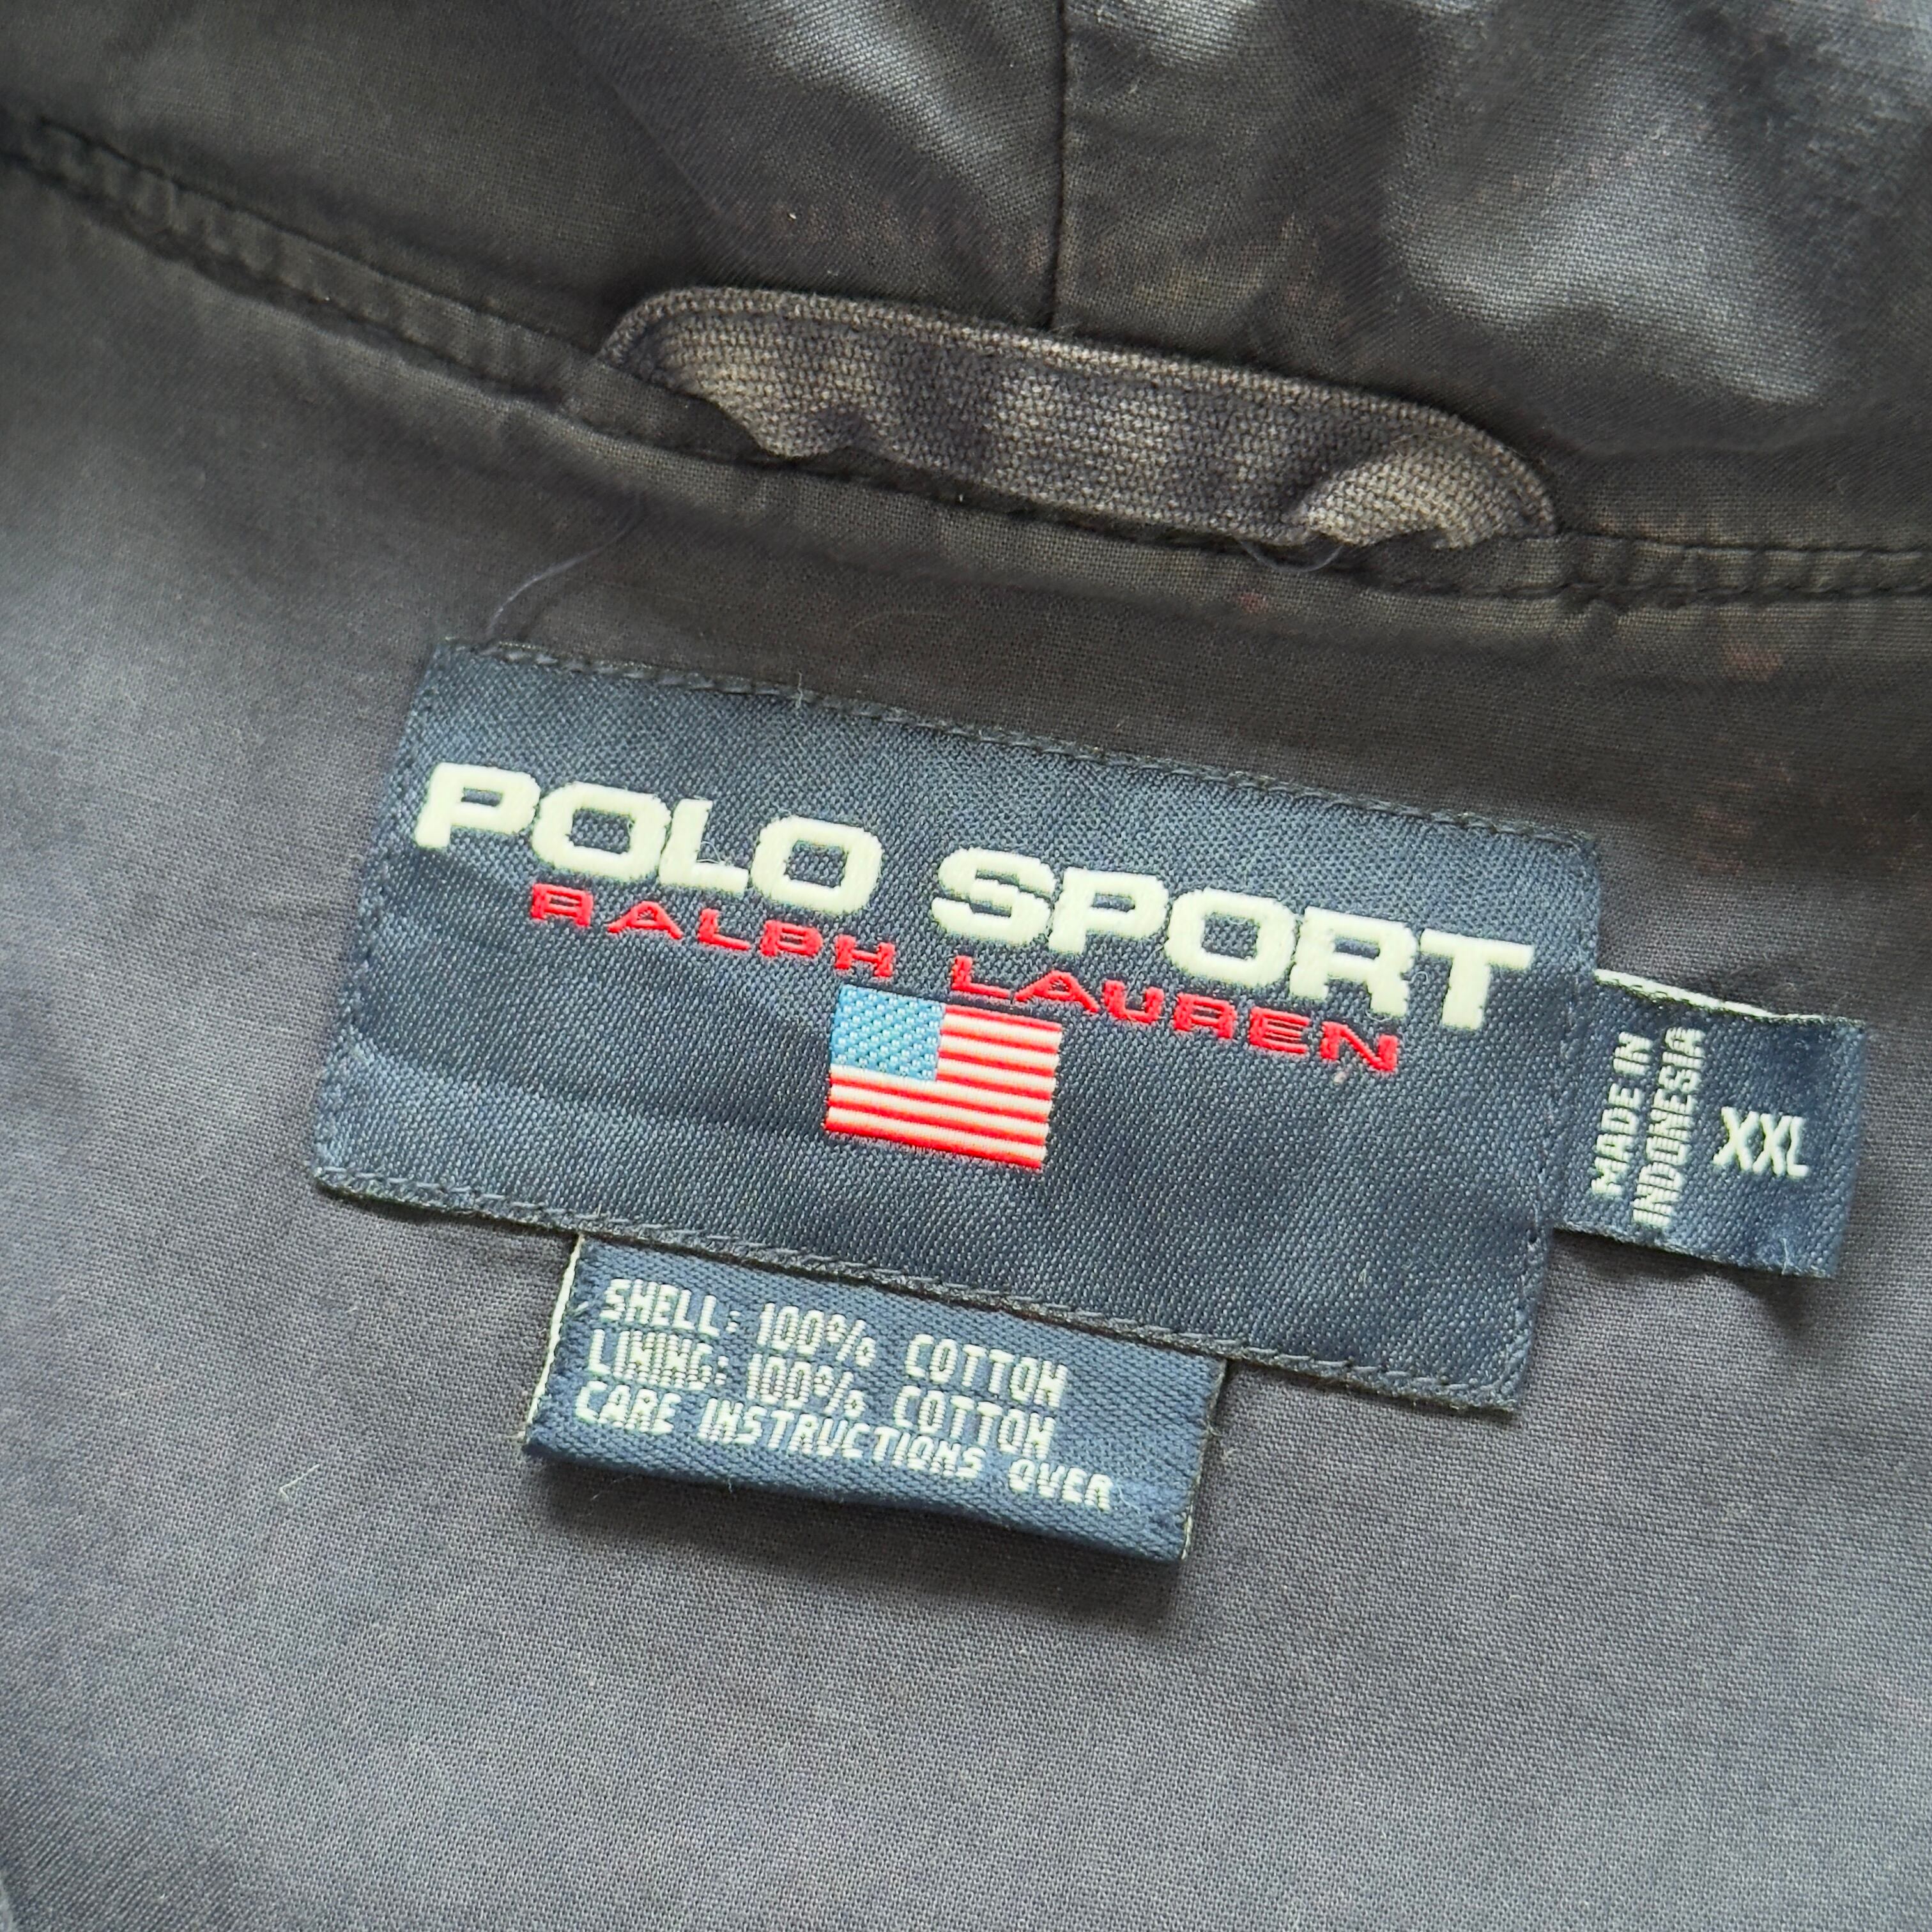 POLO SPORT
RALPH LAUREN
MADE IN
INDONESIA
XXL
SHELL: 100% COTTON
LINING: 100% COTTON
CARE INSTRUCTIONS OVER